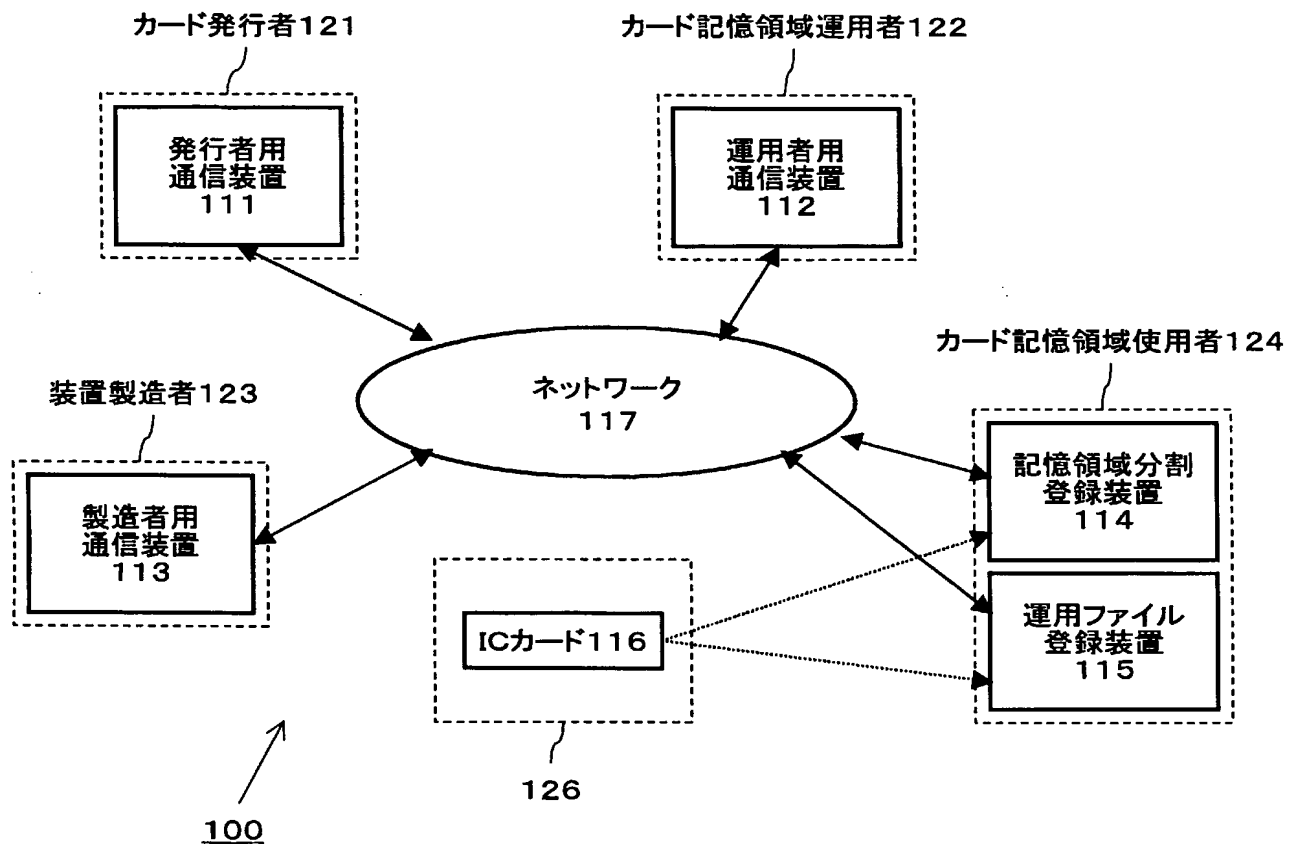 カード発行者121
カード記憶領域運用者122
発行者用
通信装置
111
運用者用
通信装置
112
カード記憶領域使用者124
装置製造者123
ネットワーク
117
記憶領域分割
登録装置
114
製造者用
通信装置
113
ICカード116
運用ファイル
登録装置
115
126
100